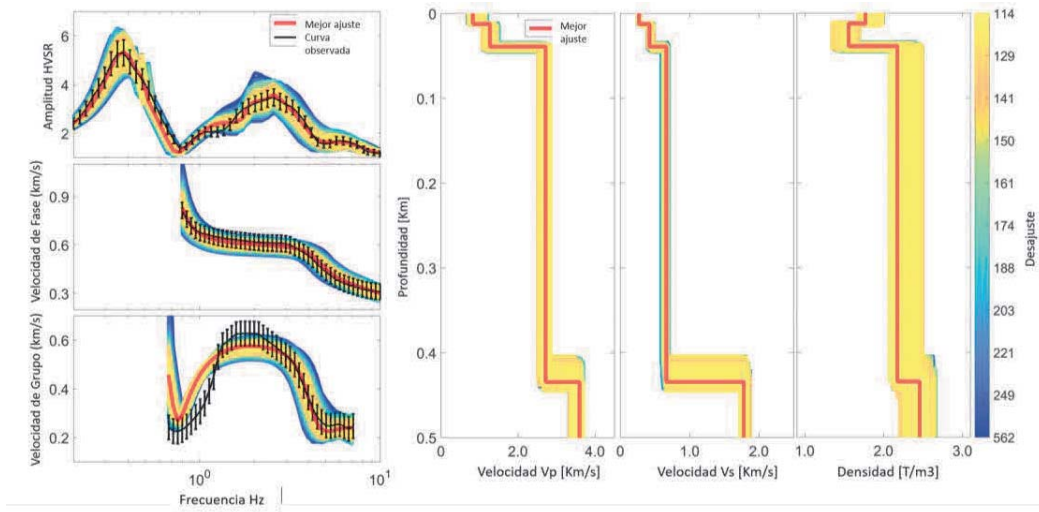 Amplitud HVSR
6
4
2
Mejor ajuste
Curva
observada
Velocidad de Fase (km/s)
0.9
0.6
0.3
Velocidad de Grupo (km/s)
0.6
0.4
0.2
10⁰
10¹
Frecuencia Hz
Profundidad [Km]
0
0.1
0.2
0.3
0.4
0.5
0
2.0
4.0
Velocidad Vp [Km/s]
Mejor
ajuste
0
1.0
2.0
Velocidad Vs [Km/s]
1.0
2.0
3.0
Densidad [T/m3]
114
129
141
150
161
174
188
203
221
249
562
Desajuste